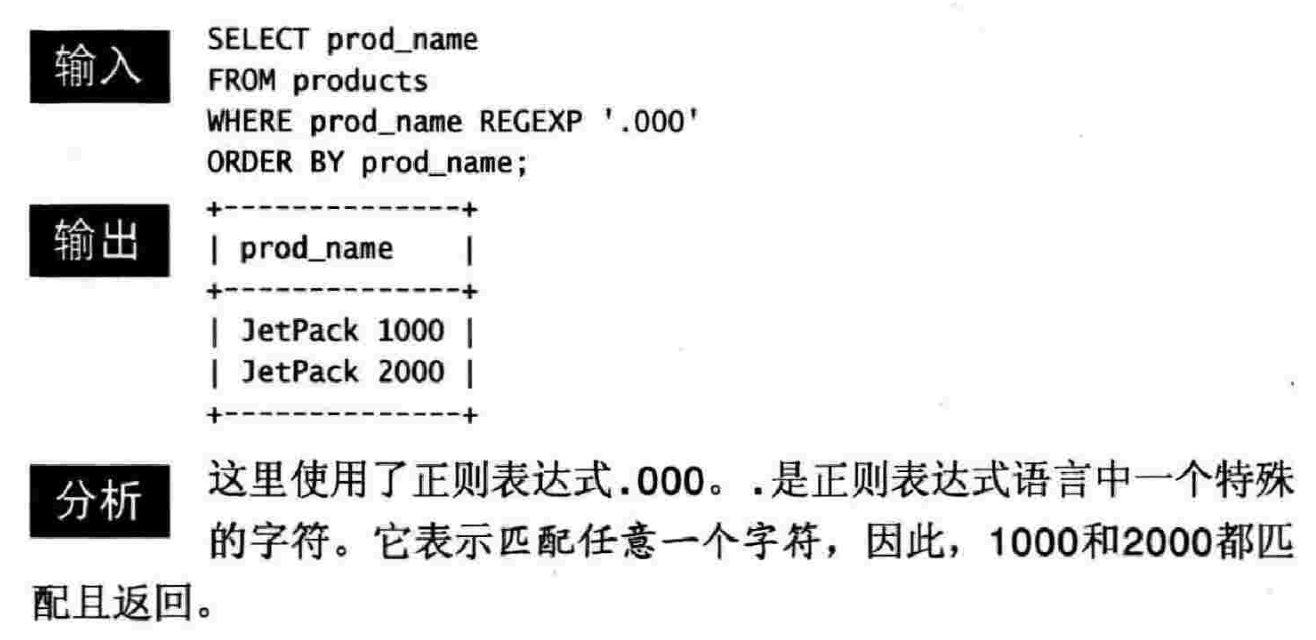 输入 SELECT prod_name
FROM products
WHERE prod_name REGEXP '.000'
ORDER BY prod_name;
输出 +--------------+
| prod_name    |
+--------------+
| JetPack 1000 |
| JetPack 2000 |
+--------------+
分析 这里使用了正则表达式.000。.是正则表达式语言中一个特殊
的字符。它表示匹配任意一个字符，因此，1000和2000都匹
配且返回。